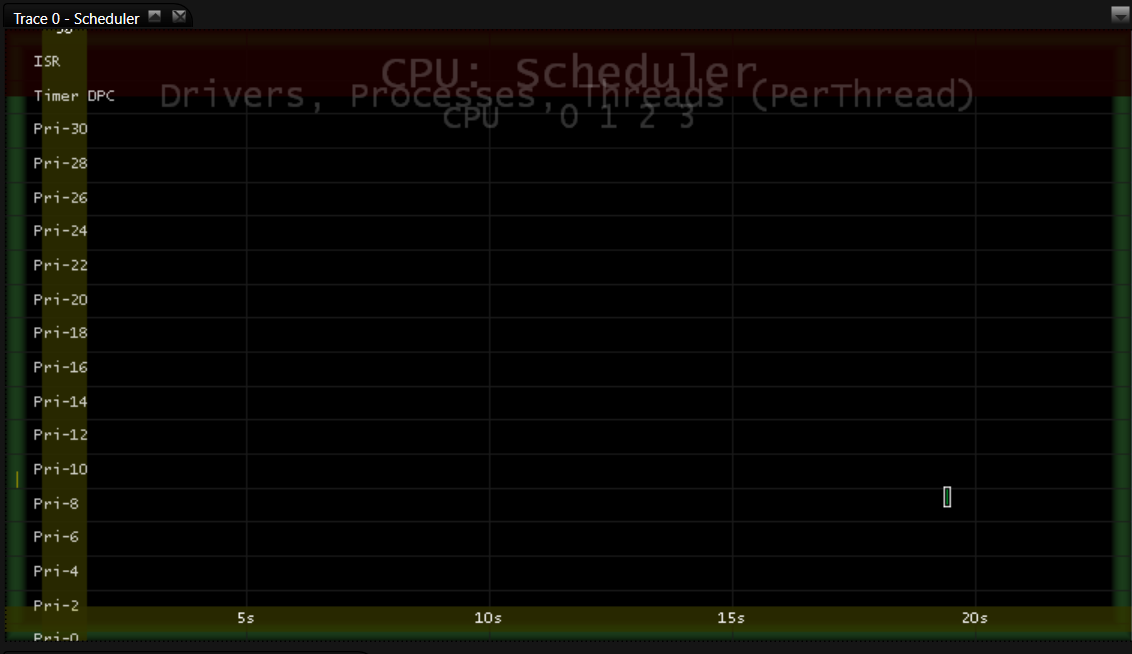 Trace 0 - Scheduler
ISR
CPU: Scheduler
Timer DPC
Drivers, Processes, Threads (PerThread)
CPU '0 1 2 3
Pri-30
Pri-28
Pri-26
Pri-24
Pri-22
Pri-20
Pri-18
Pri-16
Pri-14
Pri-12
Pri-10
Pri-8
Pri-6
Pri-4
Pri-2
5s 10s 15s 20s
Pri-0